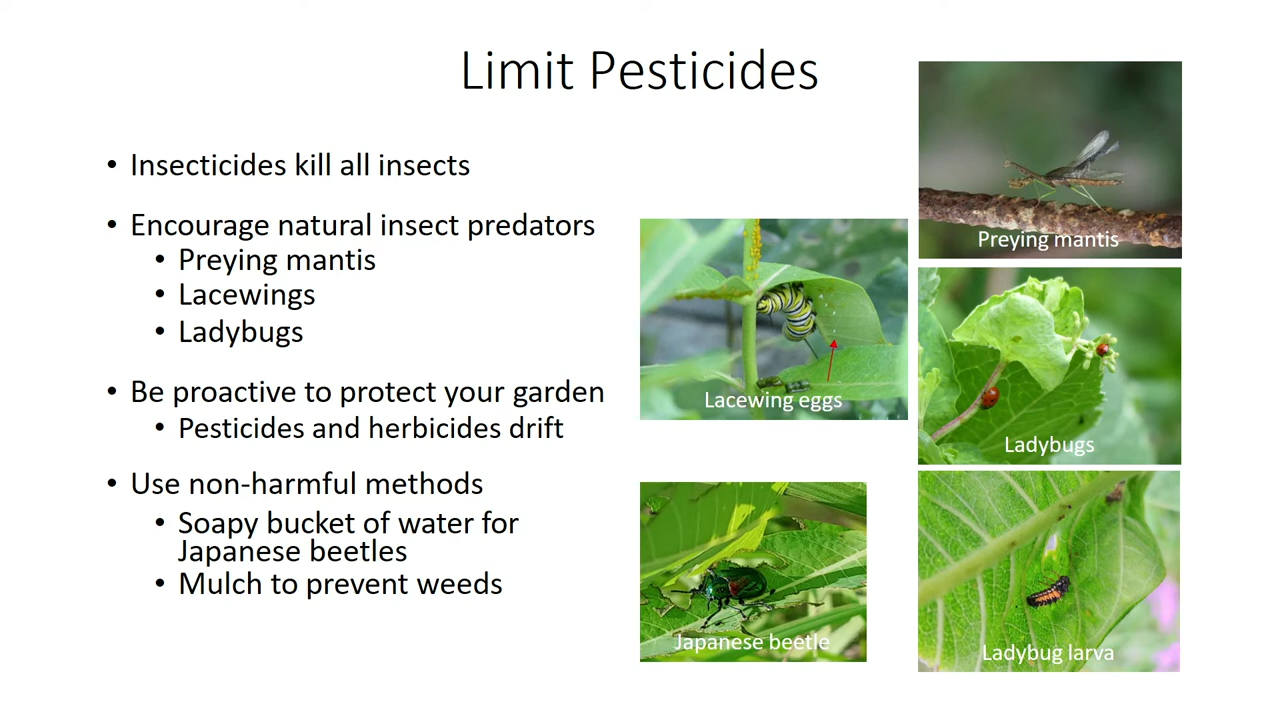 Limit Pesticides
• Insecticides kill all insects
• Encourage natural insect predators
• Preying mantis
• Lacewings
• Ladybugs
• Be proactive to protect your garden
• Pesticides and herbicides drift
• Use non-harmful methods
• Soapy bucket of water for
Japanese beetles
• Mulch to prevent weeds
Lacewing eggs
Japanese beetle
Preying mantis
Ladybugs
Ladybug larva